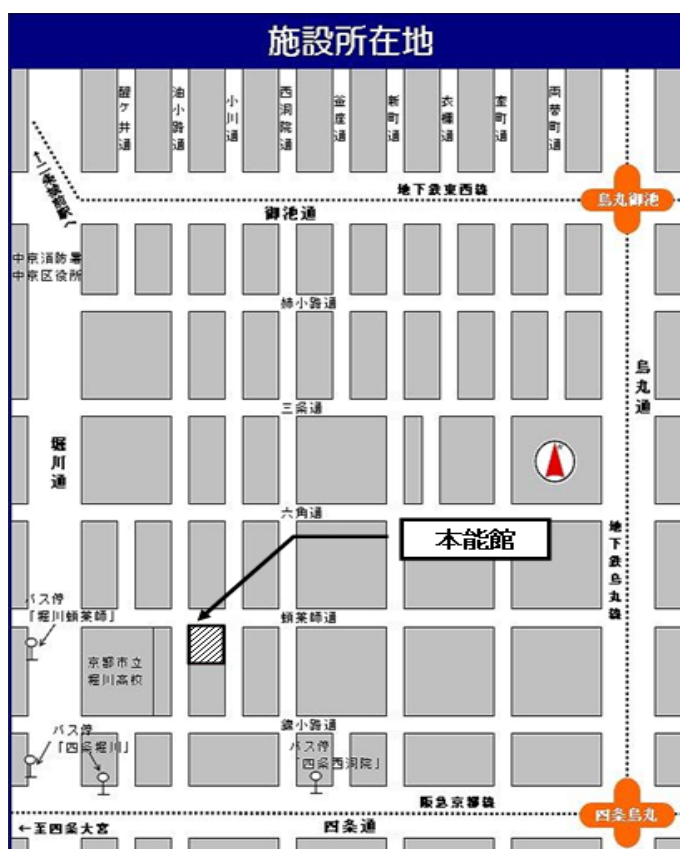 施設所在地
醒ケ井通
油小路通
小川通
西洞院通
釜座通
新町通
衣棚通
室町通
両替町通
←二条城前駅へ
地下鉄東西線
烏丸御池
御池通
中京消防署
中京区役所
姉小路通
烏丸通
三条通
堀川通
六角通
本能館
地下鉄烏丸線
バス停
「堀川蛸薬師」
蛸薬師通
京都市立
堀川高校
錦小路通
バス停
「四条堀川」
バス停
「四条西洞院」
阪急京都線
四条烏丸
←至四条大宮
四条通